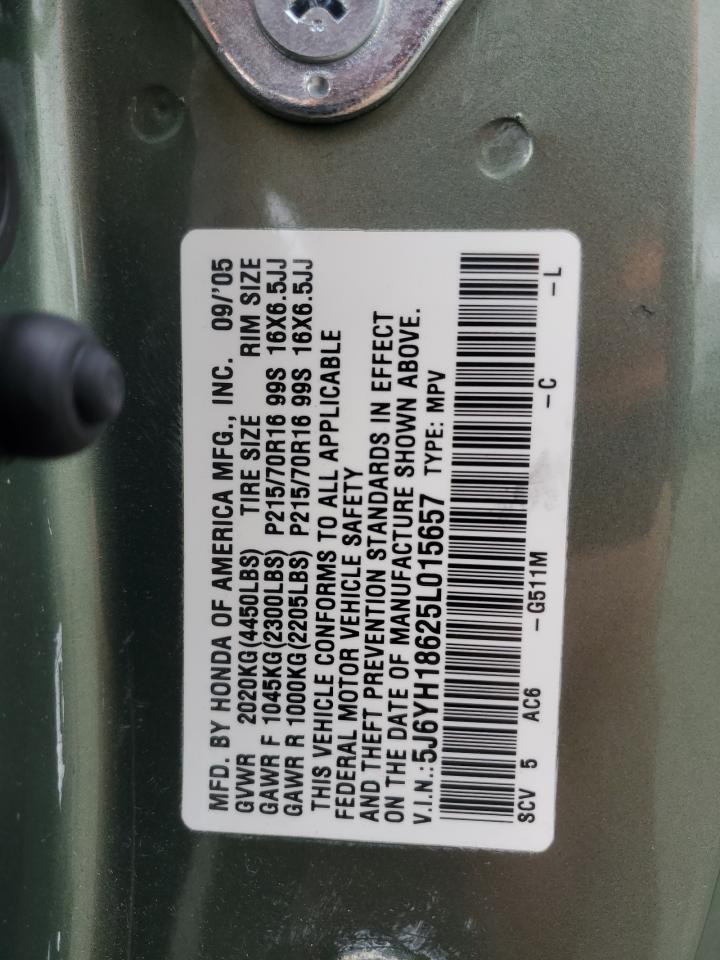 MFD. BY HONDA OF AMERICA MFG., INC. 09/'05
GVWR 2020KG(4450LBS) TIRE SIZE RIM SIZE
GAWR F 1045KG(2300LBS) P215/70R16 99S 16X6.5JJ
GAWR R 1000KG(2205LBS) P215/70R16 99S 16X6.5JJ
THIS VEHICLE CONFORMS TO ALL APPLICABLE
FEDERAL MOTOR VEHICLE SAFETY
AND THEFT PREVENTION STANDARDS IN EFFECT
ON THE DATE OF MANUFACTURE SHOWN ABOVE.
V.I.N.:5J6YH18625L015657 TYPE: MPV
SCV 5 AC6 -G511M -C -L